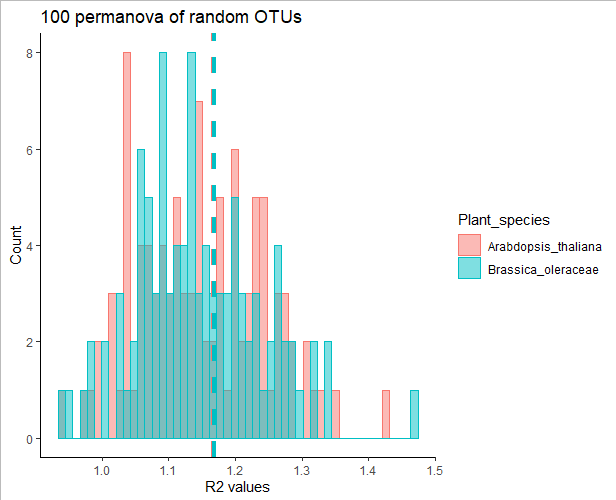 100 permanova of random OTUs
8
6
4
2
0
Count
1.0 1.1 1.2 1.3 1.4 1.5
R2 values
Plant_species
Arabdopsis_thaliana
Brassica_oleraceae